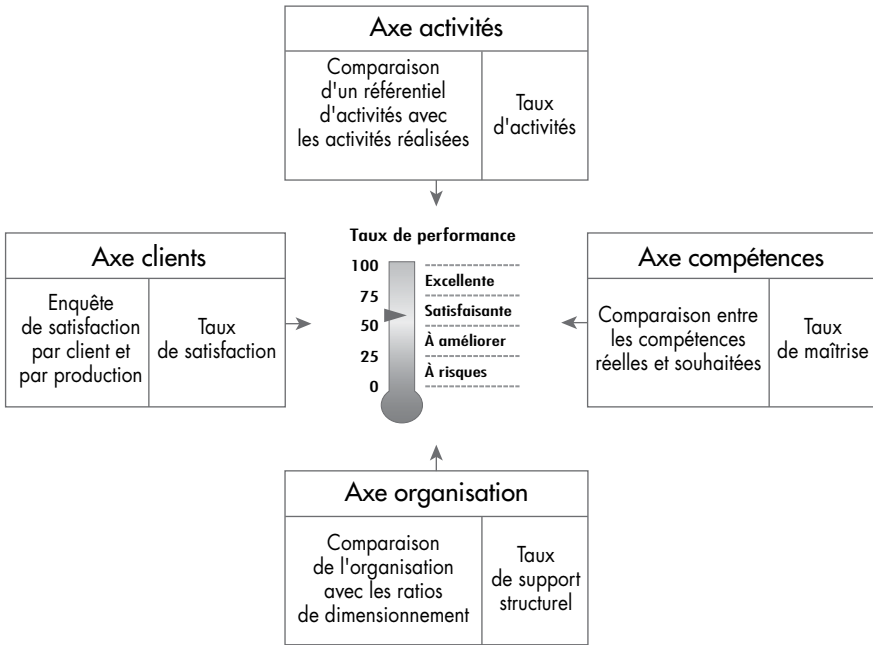 Axe activités
Comparaison
d'un référentiel
d'activités avec
les activités réalisées
Taux
d'activités
Axe clients
Enquête
de satisfaction
par client et
par production
Taux
de satisfaction
Taux de performance
100
75
50
25
0
Excellente
Satisfaisante
À améliorer
À risques
Axe compétences
Comparaison entre
les compétences
réelles et souhaitées
Taux
de maîtrise
Axe organisation
Comparaison
de l'organisation
avec les ratios
de dimensionnement
Taux
de support
structurel